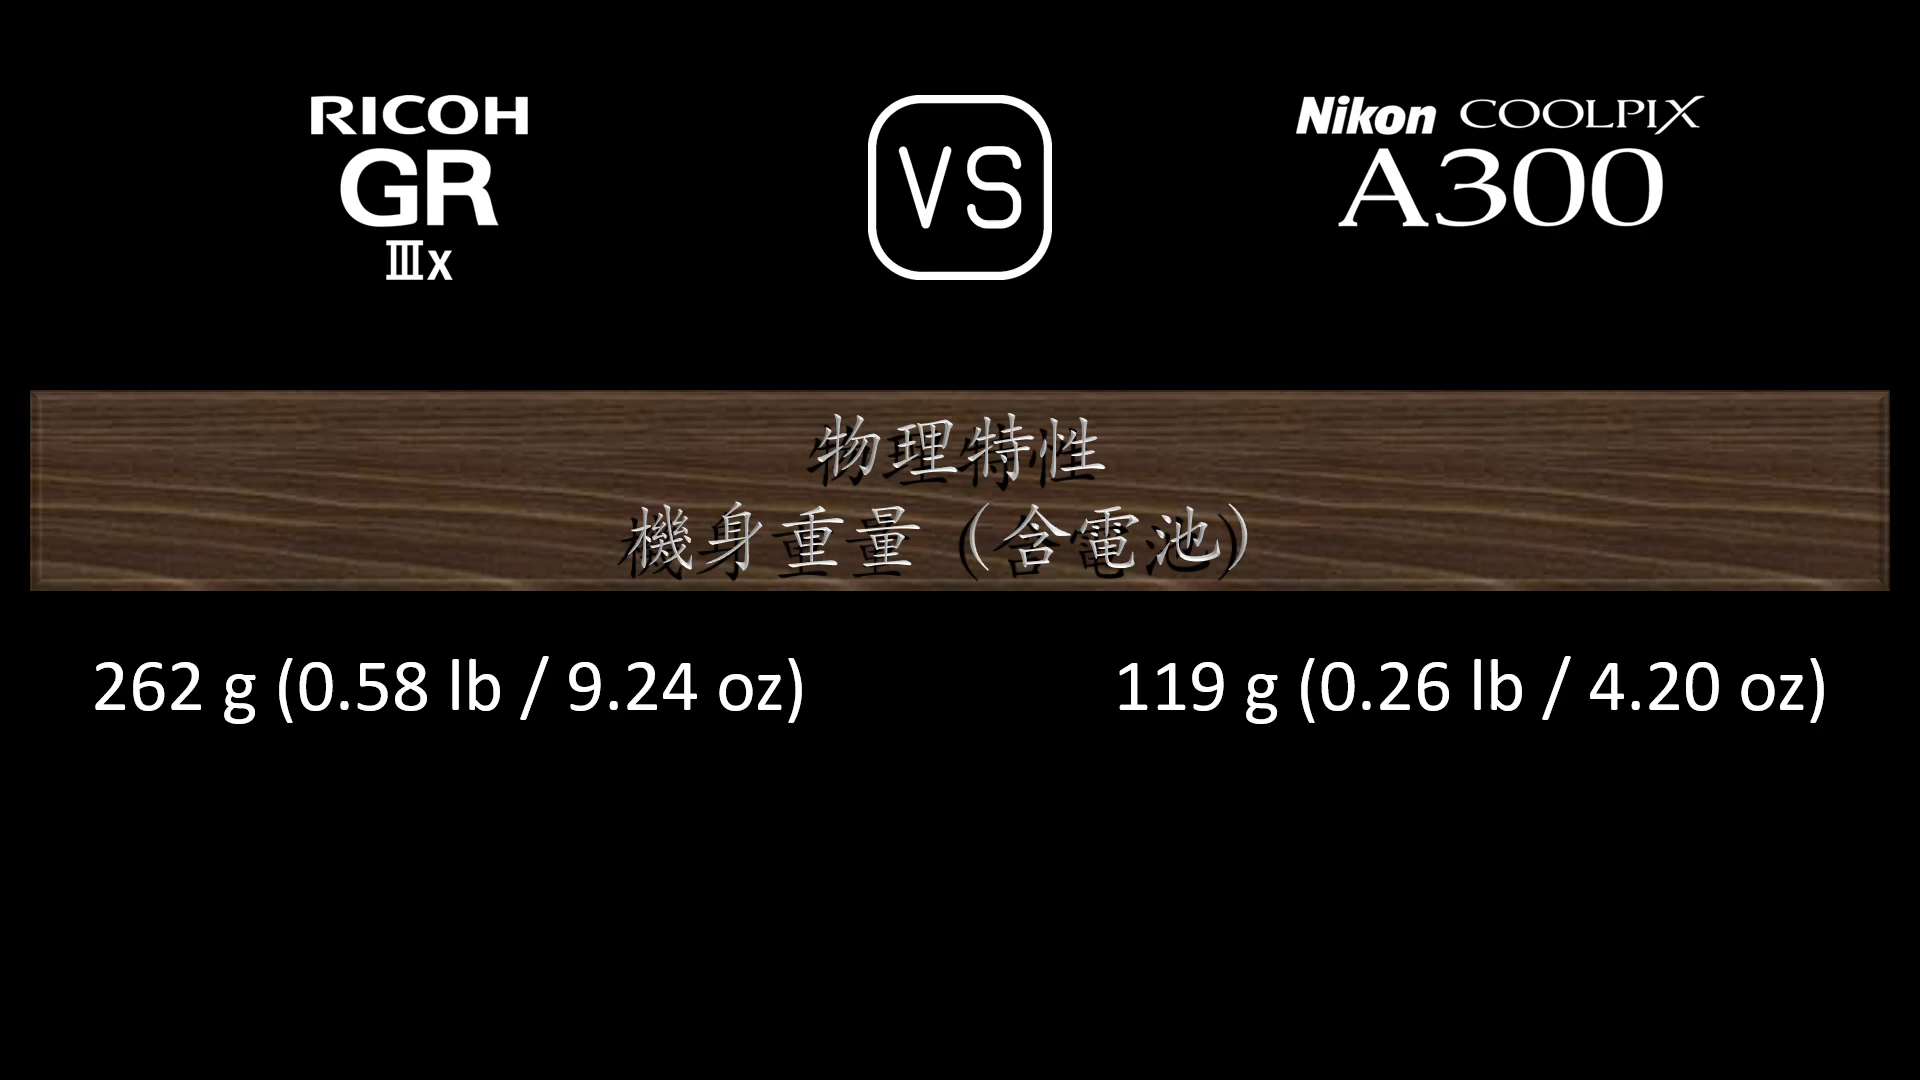 RICOH
GR
Ⅲx
VS
Nikon COOLPIX
A300
物理特性
機身重量（含電池）
262 g (0.58 lb / 9.24 oz)
119 g (0.26 lb / 4.20 oz)